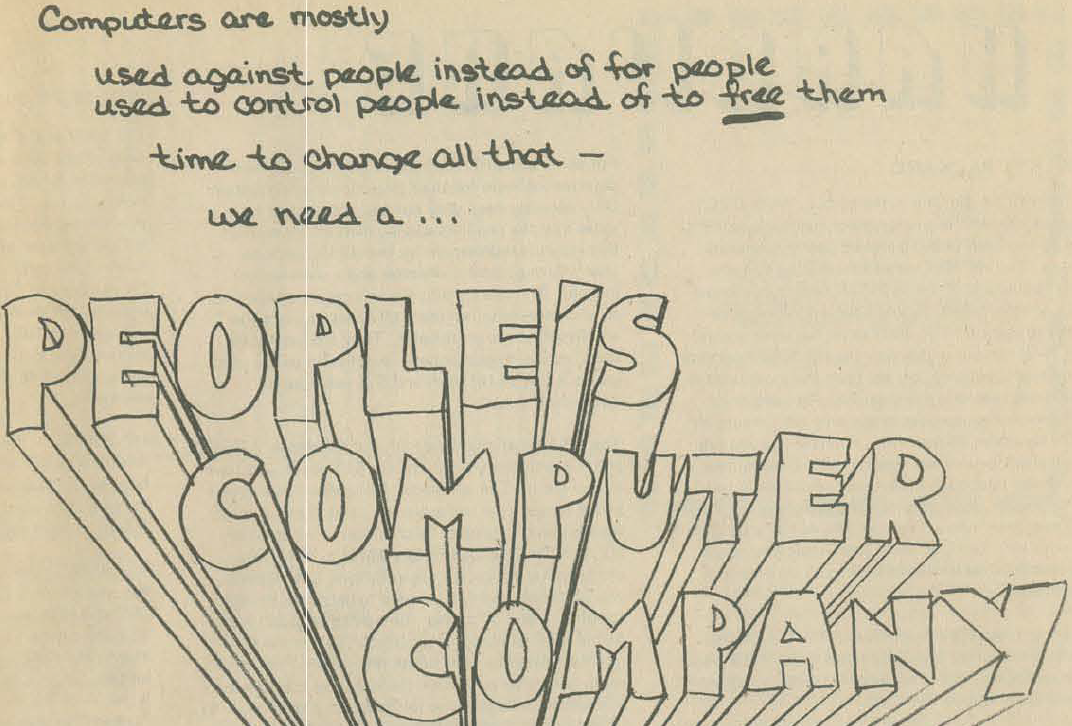 Computers are mostly
used against people instead of for people
used to control people instead of to free them
time to change all that —
we need a ...
PEOPLE'S
COMPUTER
COMPANY